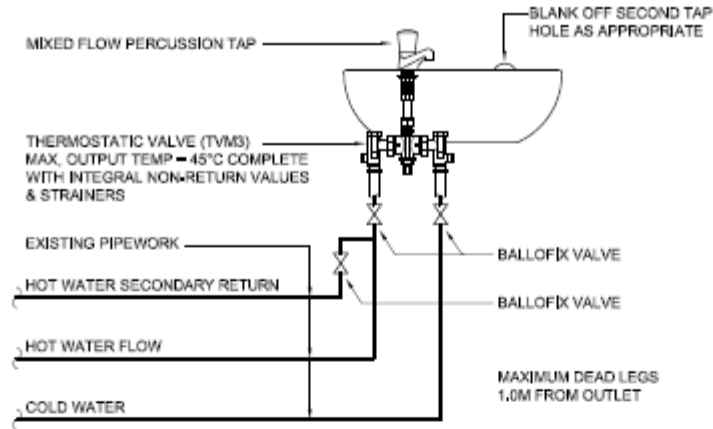 BLANK OFF SECOND TAP
HOLE AS APPROPRIATE
MIXED FLOW PERCUSSION TAP
THERMOSTATIC VALVE (TVM3)
MAX, OUTPUT TEMP = 45°C COMPLETE
WITH INTEGRAL NON-RETURN VALUES
& STRAINERS
EXISTING PIPEWORK
BALLOFIX VALVE
HOT WATER SECONDARY RETURN
BALLOFIX VALVE
HOT WATER FLOW
MAXIMUM DEAD LEGS
1.0M FROM OUTLET
COLD WATER